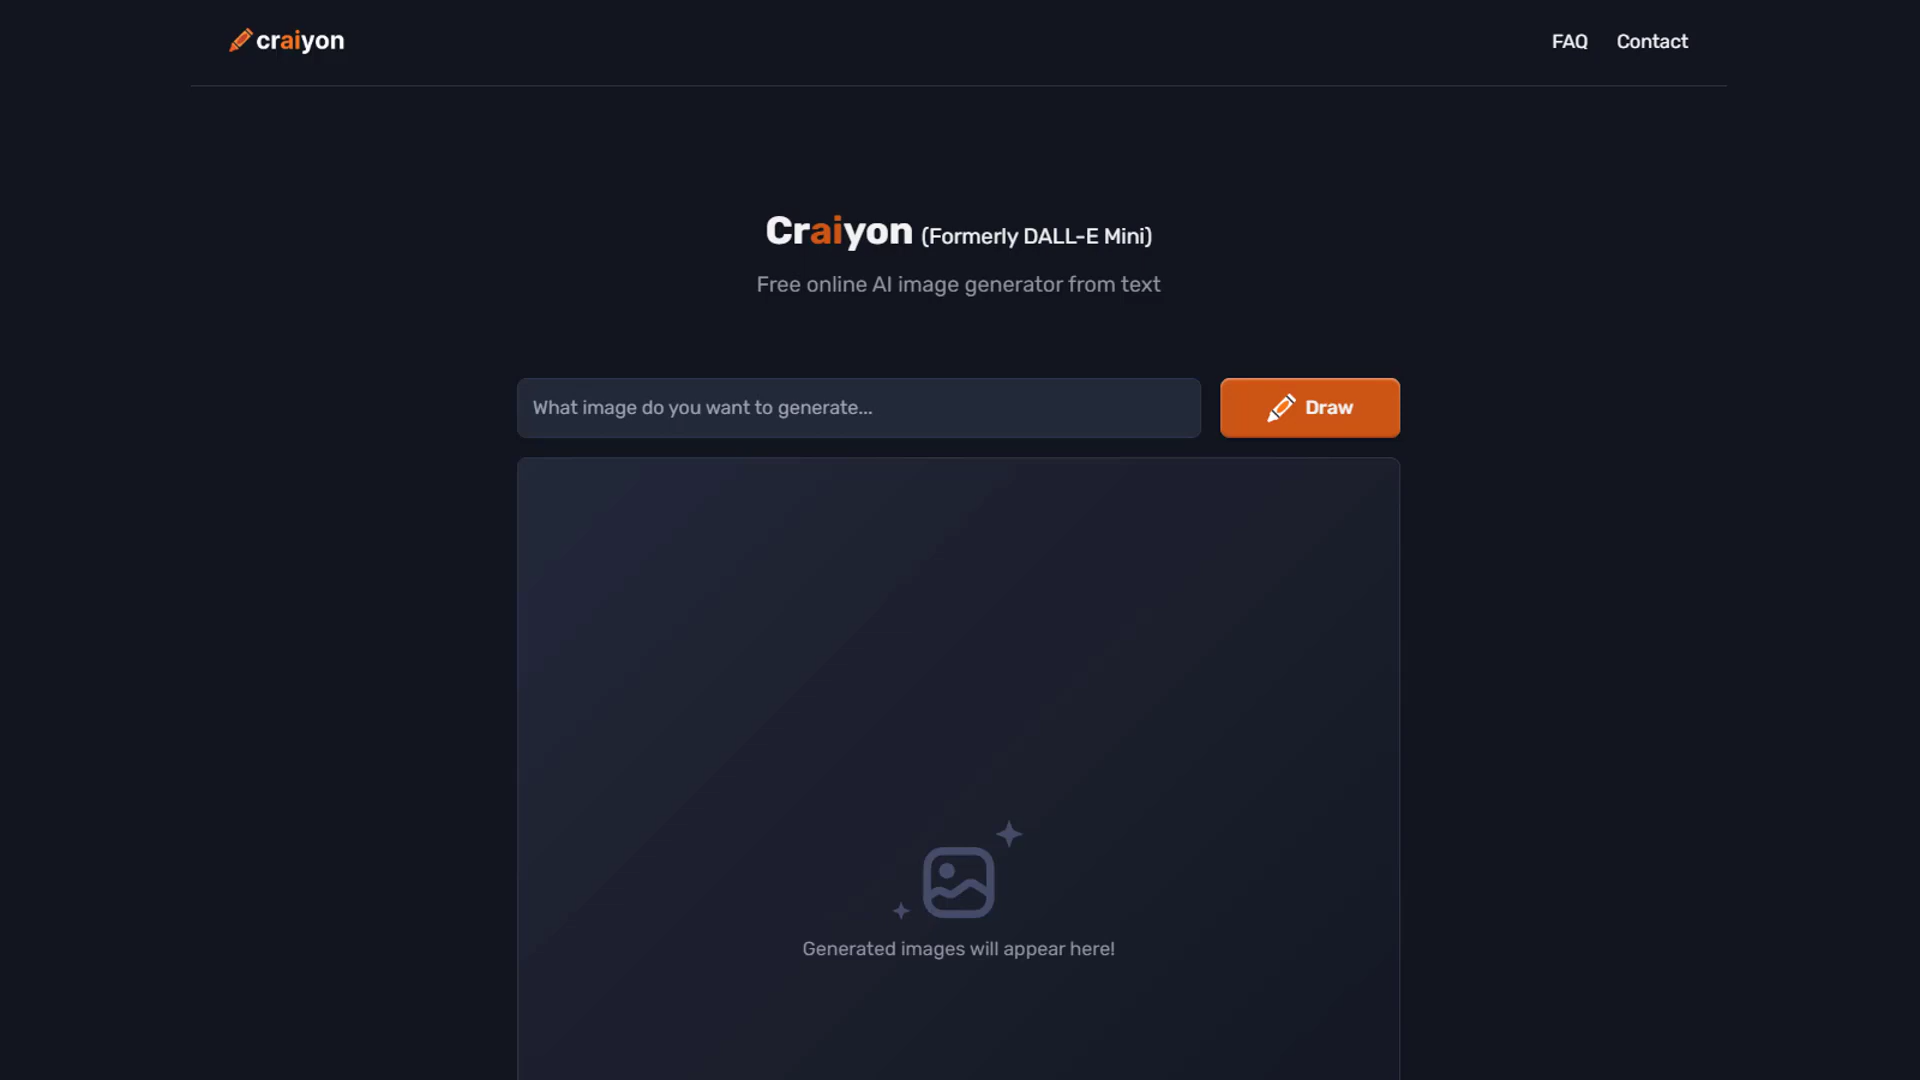 craiyon
FAQ Contact
Craiyon (Formerly DALL-E Mini)
Free online AI image generator from text
What image do you want to generate...
Draw
Generated images will appear here!